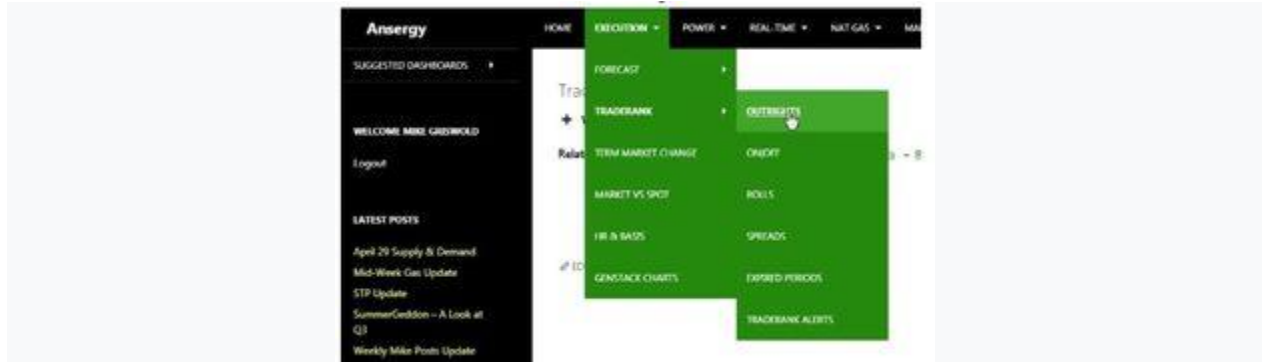 Ansergy
HOME EXECUTION POWER REAL-TIME NAT GAS
SUGGESTED DASHBOARDS
WELCOME MIKE GRISWOLD
Logout
LATEST POSTS
April 29 Supply & Demand
Mid-Week Gas Update
STP Update
SummerGeddon – A Look at
Q3
Weekly Mike Posts Update
FORECAST
TRADERANK
TERM MARKET CHANGE
MARKET VS SPOT
HR & BASIS
GENSTACK CHARTS
OUTRIGHTS
ON/OFF
ROLLS
SPREADS
EXPIRED PERIODS
TRADERANK ALERTS